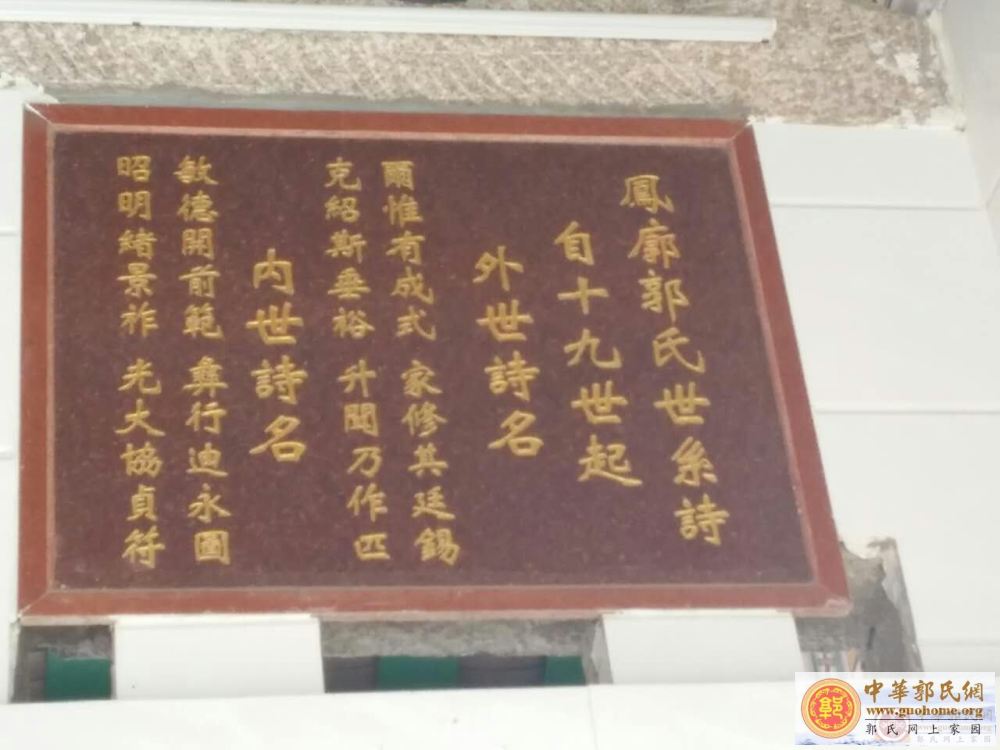 鳳廓郭氏世系詩
自十九世起
外世詩名
爾惟有成式 家修其廷錫
克紹斯垂裕 升聞乃作匹
内世詩名
敏德開前範 彝行迪永圖
昭明緒景祚 光大協貞符
中華郭氏網
www.guohome.org
郭氏网上家园